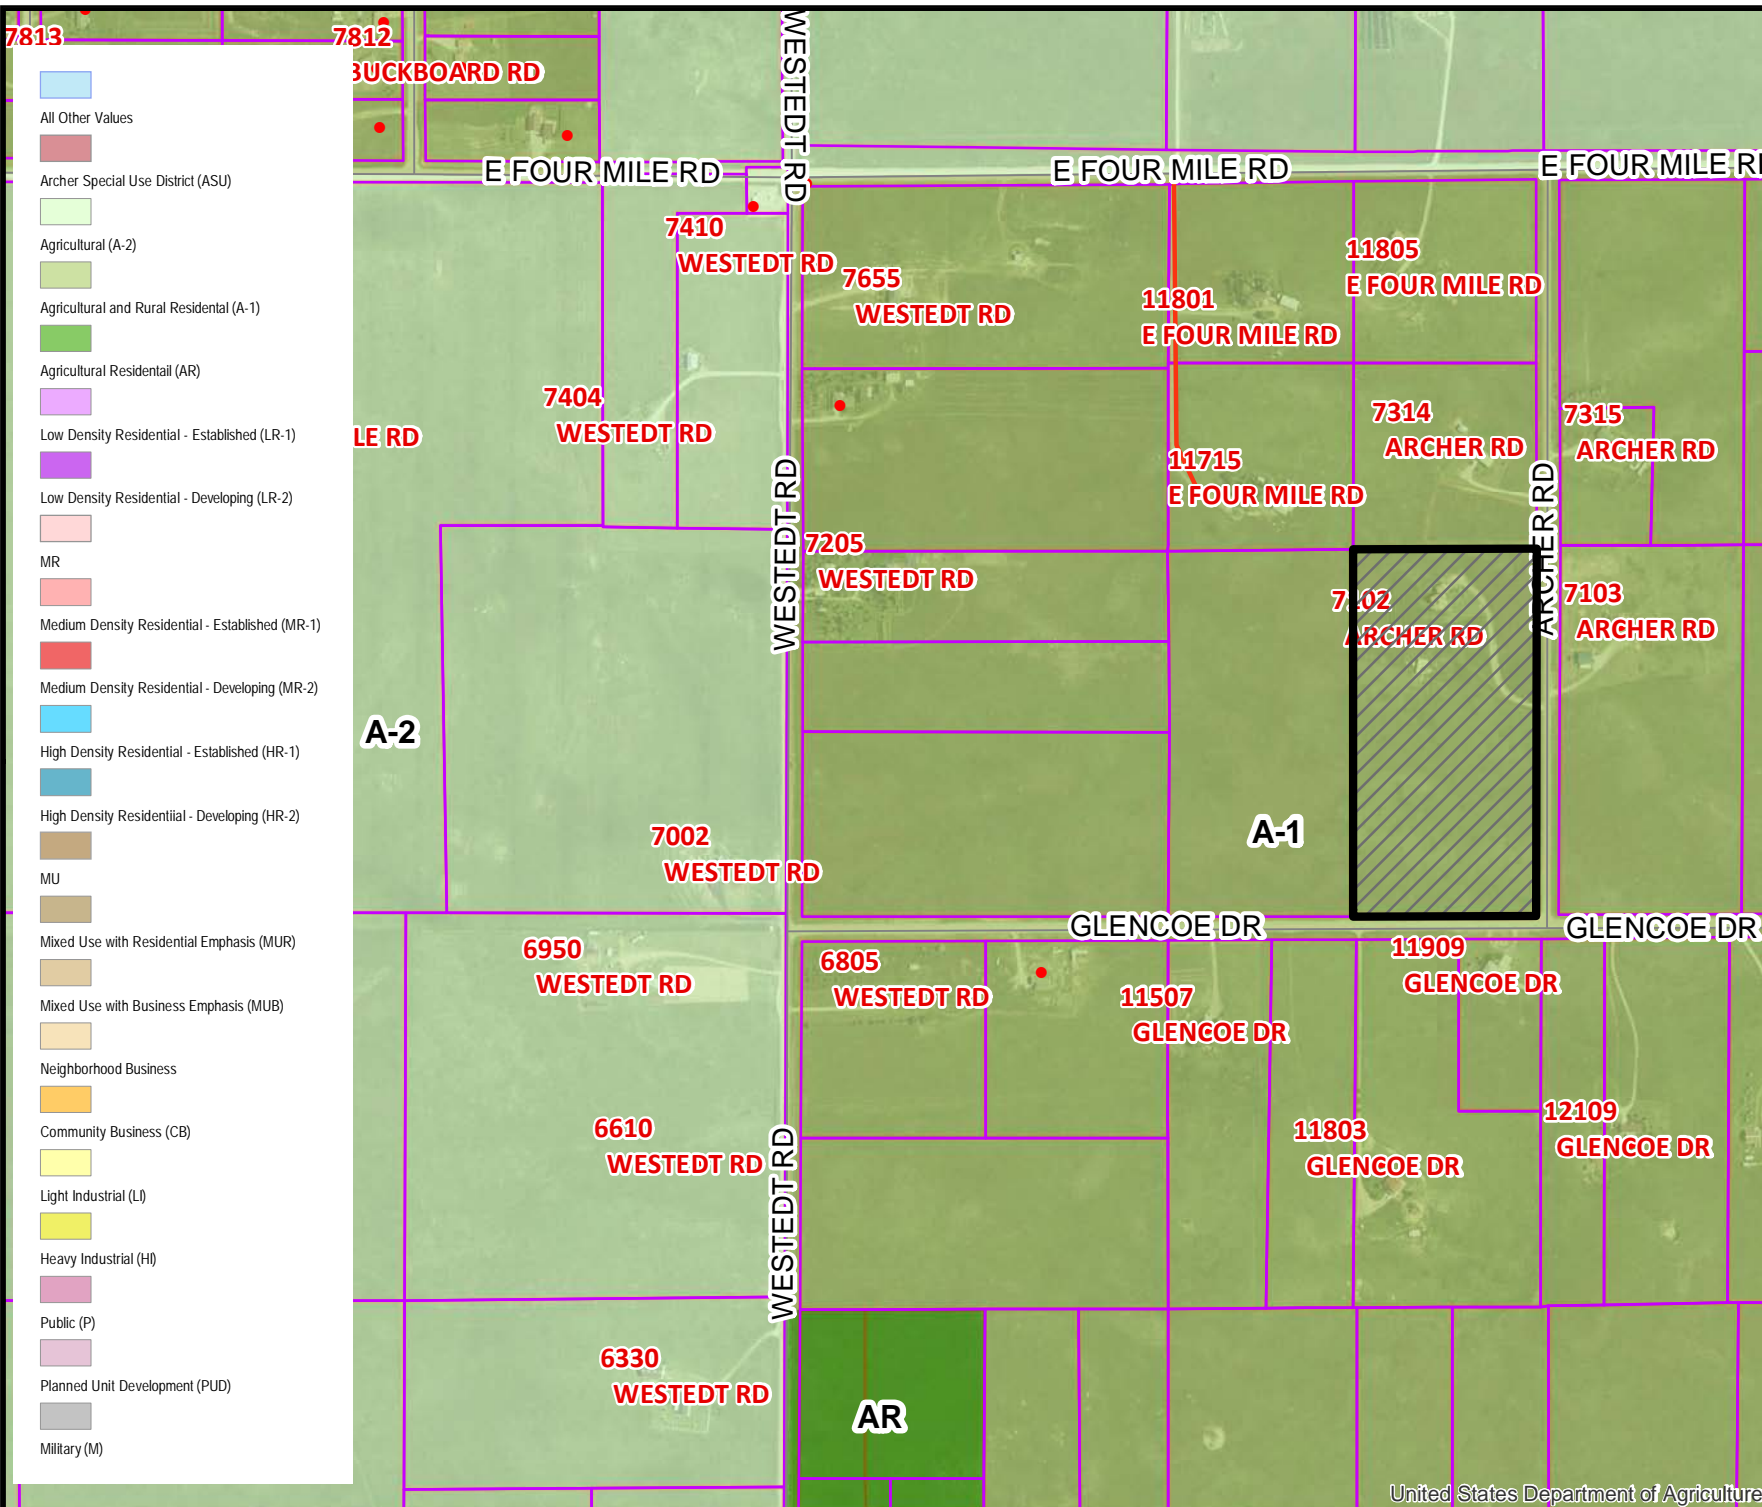 7813
7812
BUCKBOARD RD
All Other Values
Archer Special Use District (ASU)
Agricultural (A-2)
Agricultural and Rural Residental (A-1)
Agricultural Residentail (AR)
Low Density Residential - Established (LR-1)
Low Density Residential - Developing (LR-2)
MR
Medium Density Residential - Established (MR-1)
Medium Density Residential - Developing (MR-2)
High Density Residential - Established (HR-1)
High Density Residentiial - Developing (HR-2)
MU
Mixed Use with Residential Emphasis (MUR)
Mixed Use with Business Emphasis (MUB)
Neighborhood Business
Community Business (CB)
Light Industrial (LI)
Heavy Industrial (HI)
Public (P)
Planned Unit Development (PUD)
Military (M)
WESTEDT RD
E FOUR MILE RD
E FOUR MILE RD
E FOUR MILE RD
7410
WESTEDT RD
7655
WESTEDT RD
11801
E FOUR MILE RD
11805
E FOUR MILE RD
7404
WESTEDT RD
LE RD
7314
ARCHER RD
7315
ARCHER RD
11715
E FOUR MILE RD
WESTEDT RD
ARCHER RD
7205
WESTEDT RD
7102
ARCHER RD
7103
ARCHER RD
A-2
A-1
7002
WESTEDT RD
GLENCOE DR
GLENCOE DR
6950
WESTEDT RD
6805
WESTEDT RD
11507
GLENCOE DR
11909
GLENCOE DR
6610
WESTEDT RD
WESTEDT RD
11803
GLENCOE DR
12109
GLENCOE DR
6330
WESTEDT RD
AR
United States Department of Agriculture